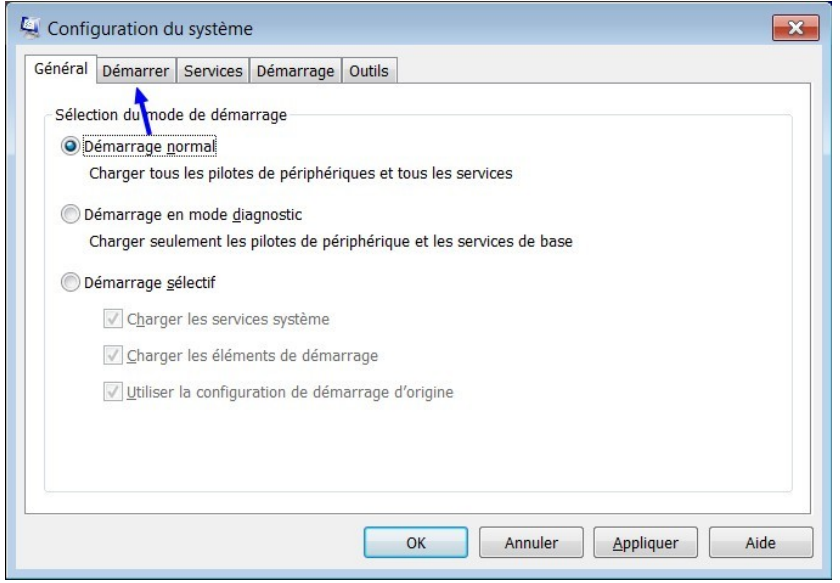 Configuration du système
Général Démarrer Services Démarrage Outils
Sélection du mode de démarrage
Démarrage normal
Charger tous les pilotes de périphériques et tous les services
Démarrage en mode diagnostic
Charger seulement les pilotes de périphérique et les services de base
Démarrage sélectif
Charger les services système
Charger les éléments de démarrage
Utiliser la configuration de démarrage d'origine
OK Annuler Appliquer Aide